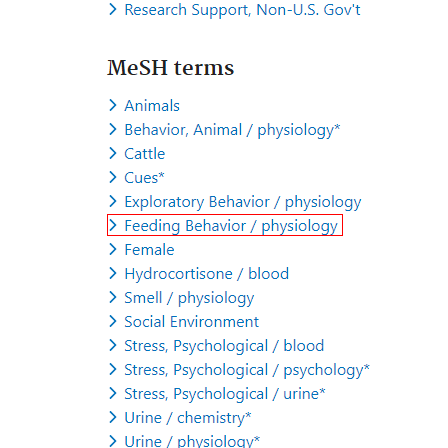 Research Support, Non-U.S. Gov't
MeSH terms
Animals
Behavior, Animal / physiology*
Cattle
Cues*
Exploratory Behavior / physiology
Feeding Behavior / physiology
Female
Hydrocortisone / blood
Smell / physiology
Social Environment
Stress, Psychological / blood
Stress, Psychological / psychology*
Stress, Psychological / urine*
Urine / chemistry*
Urine / physiology*